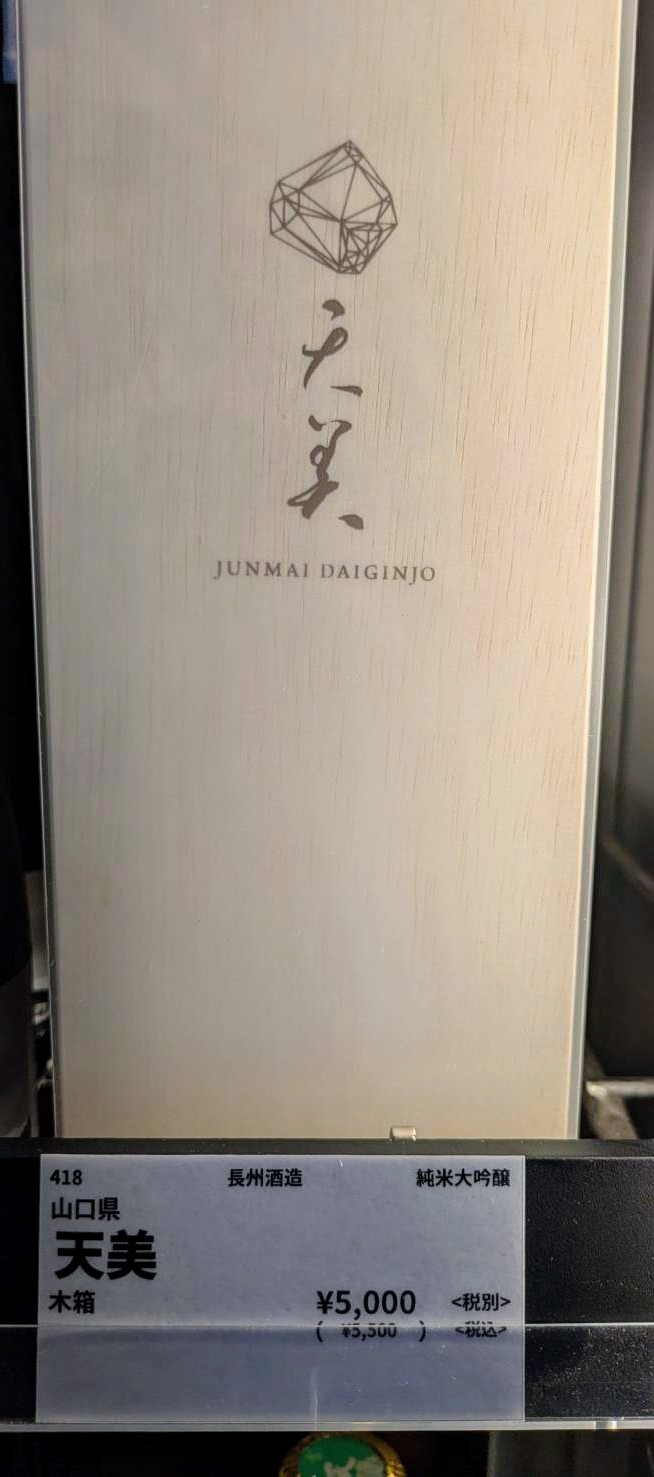 天美
JUNMAI DAIGINJO
418 長州酒造 純米大吟醸
山口県
天美
木箱 ¥5,000 <税別>
( ¥5,500 ) <税込>